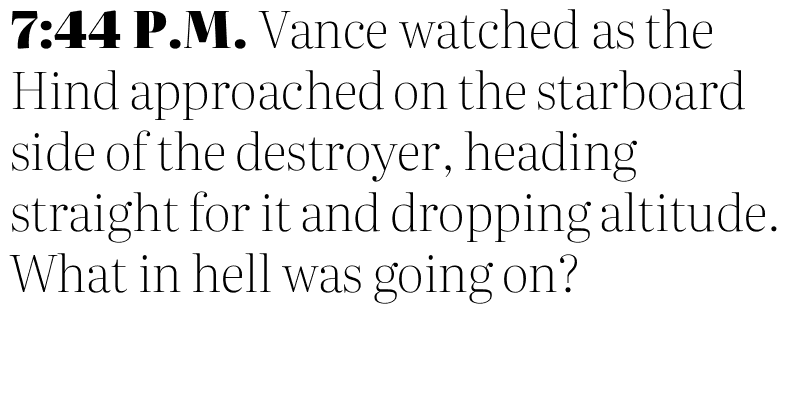 7:44 P.M. Vance watched as the
Hind approached on the starboard
side of the destroyer, heading
straight for it and dropping altitude.
What in hell was going on?